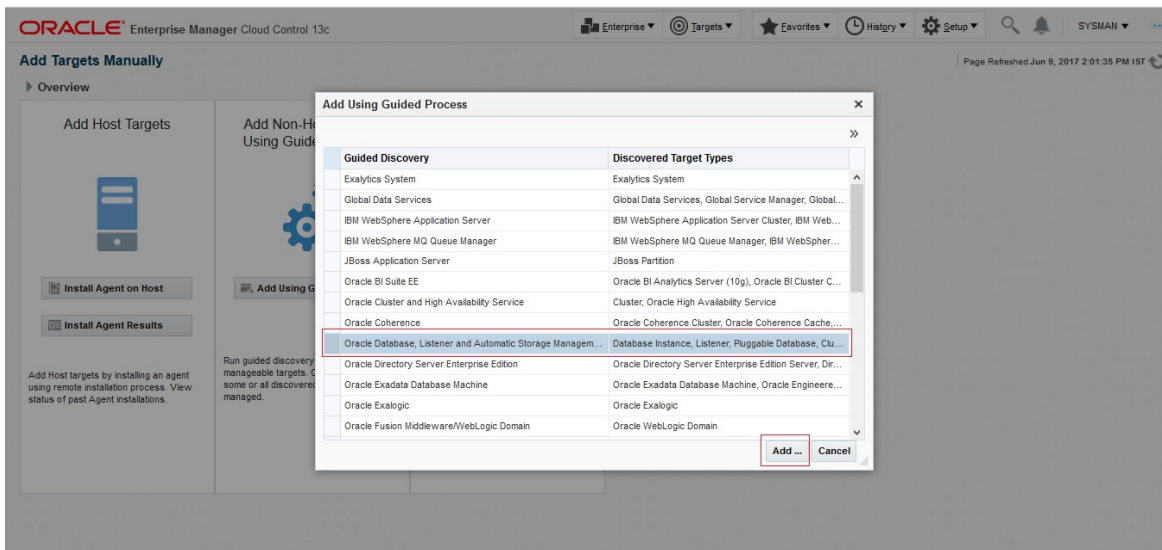 ORACLE Enterprise Manager Cloud Control 13c
Enterprise ▼ Targets ▼ Favorites ▼ History ▼ Setup ▼ SYSMAN ▼
Add Targets Manually
Page Refreshed Jun 9, 2017 2:01:35 PM IST
Overview
Add Host Targets
Install Agent on Host
Install Agent Results
Add Host targets by installing an agent
using remote installation process. View
status of past Agent installations.
Add Non-H
Using Guide
Add Using G
Run guided discovery
manageable targets.
some or all discovered
managed.
Add Using Guided Process
Guided Discovery Discovered Target Types
Exalytics System Exalytics System
Global Data Services Global Data Services, Global Service Manager, Global...
IBM WebSphere Application Server IBM WebSphere Application Server Cluster, IBM Web...
IBM WebSphere MQ Queue Manager IBM WebSphere MQ Queue Manager, IBM WebSpher...
JBoss Application Server JBoss Partition
Oracle BI Suite EE Oracle BI Analytics Server (10g), Oracle BI Cluster C...
Oracle Cluster and High Availability Service Cluster, Oracle High Availability Service
Oracle Coherence Oracle Coherence Cluster, Oracle Coherence Cache,...
Oracle Database, Listener and Automatic Storage Managem... Database Instance, Listener, Pluggable Database, Clu...
Oracle Directory Server Enterprise Edition Oracle Directory Server Enterprise Edition Server, Dir...
Oracle Exadata Database Machine Oracle Exadata Database Machine, Oracle Engineere...
Oracle Exalogic Oracle Exalogic
Oracle Fusion Middleware/WebLogic Domain Oracle WebLogic Domain
Add ... Cancel